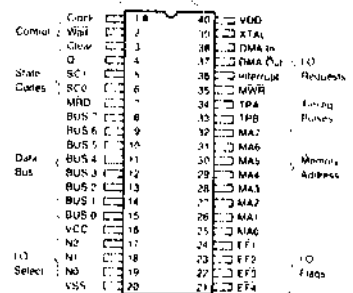 Clock 1 40 VDD
Control Wait 2 39 XTAL
Clear 3 38 DMA In
Q 4 37 DMA Out I/O
State SC1 5 36 Interrupt Requests
Codes SC0 6 35 MWR
MRD 7 34 TPA Timing
BUS 7 8 33 TPB Pulses
BUS 6 9 32 MA7
BUS 5 10 31 MA6
Data BUS 4 11 30 MA5 Memory
Bus BUS 3 12 29 MA4 Address
BUS 2 13 28 MA3
BUS 1 14 27 MA2
BUS 0 15 26 MA1
VCC 16 25 MA0
N2 17 24 EF1
I/O N1 18 23 EF2 I/O
Select N0 19 22 EF3 Flags
VSS 20 21 EF4